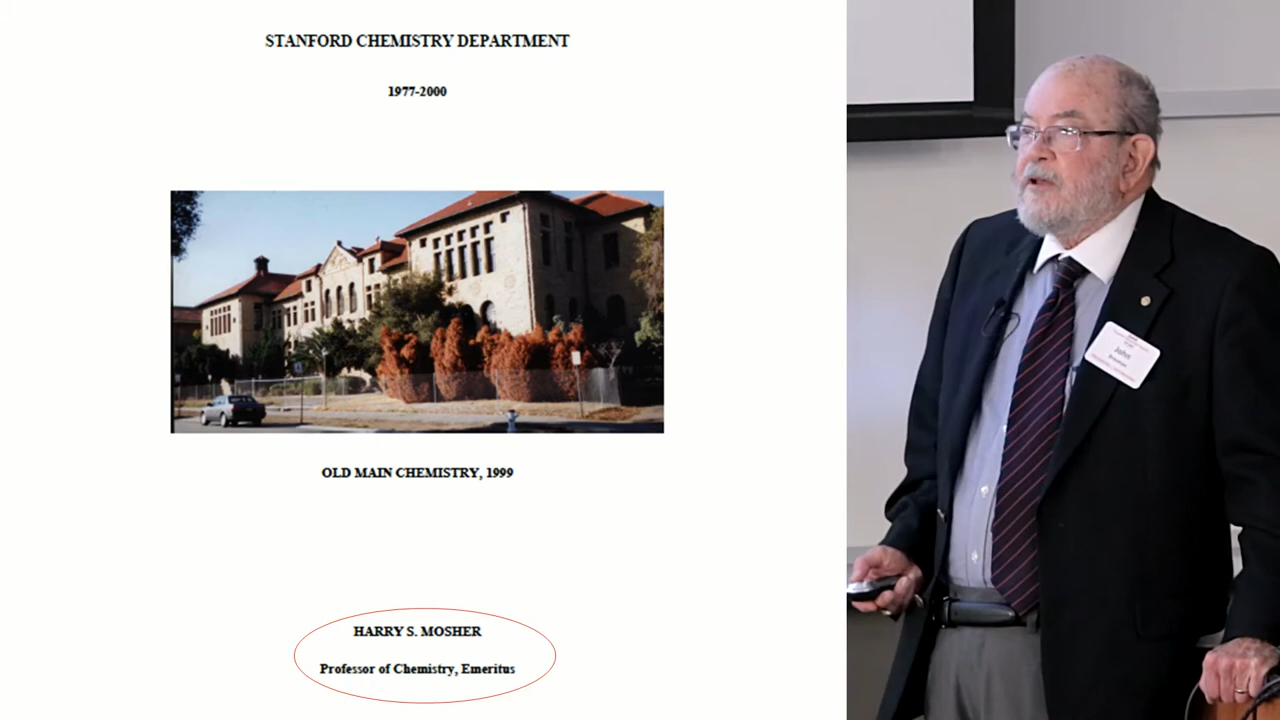 STANFORD CHEMISTRY DEPARTMENT
1977-2000
OLD MAIN CHEMISTRY, 1999
HARRY S. MOSHER
Professor of Chemistry, Emeritus
John